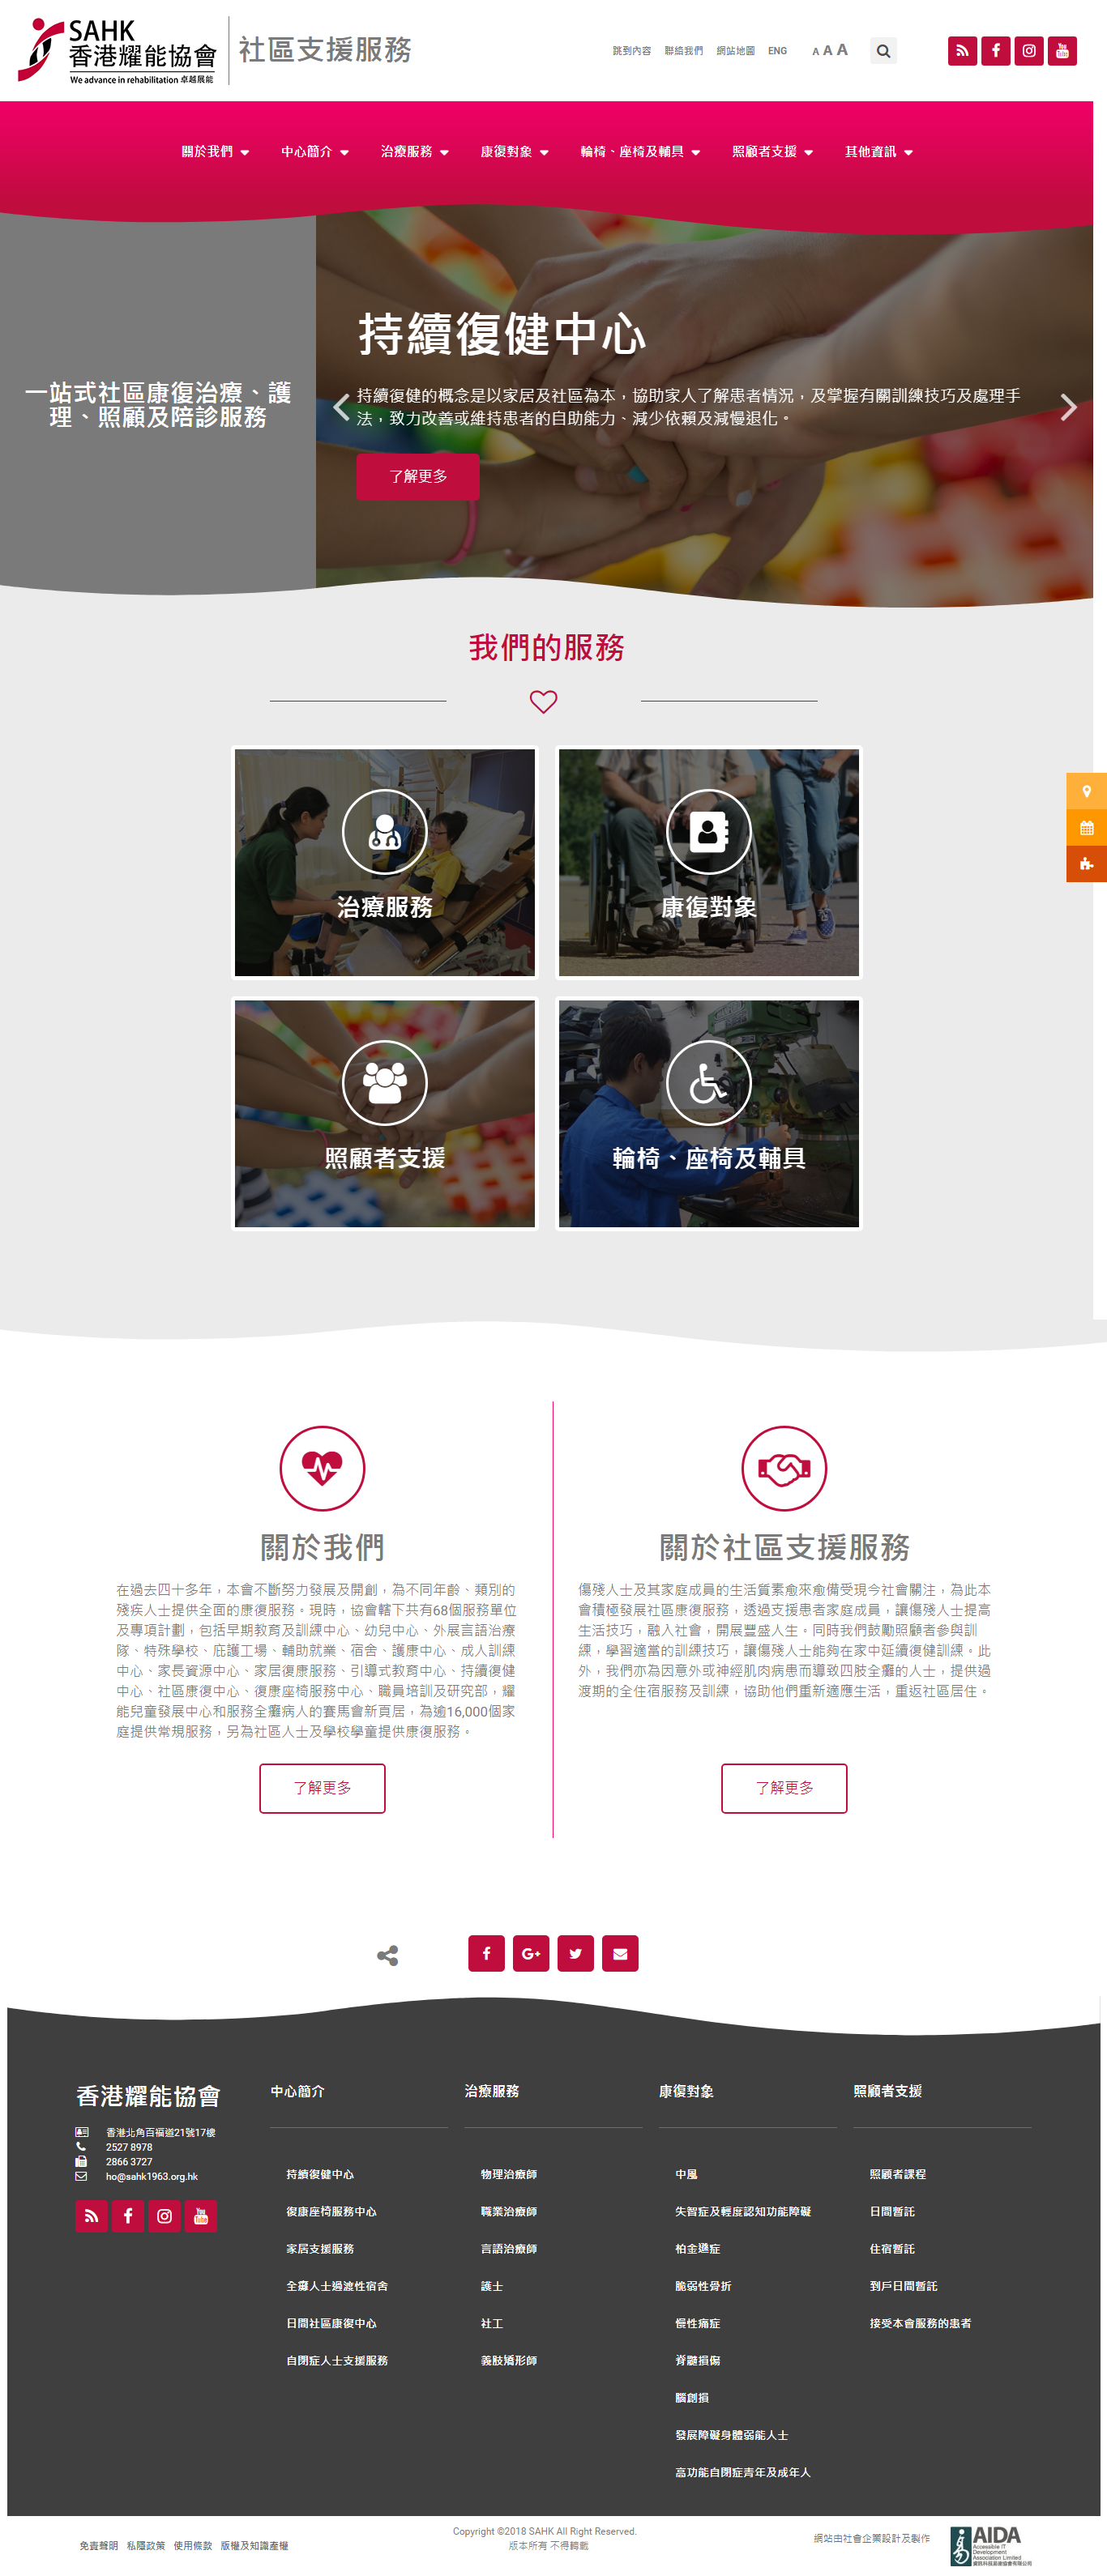 SAHK
香港耀能協會
We advance in rehabilitation 卓越展能
社區支援服務
跳到內容 聯絡我們 網站地圖 ENG A A A
關於我們 中心簡介 治療服務 康復對象 輪椅、座椅及輔具 照顧者支援 其他資訊
一站式社區康復治療、護
理、照顧及陪診服務
持續復健中心
持續復健的概念是以家居及社區為本，協助家人了解患者情況，及掌握有關訓練技巧及處理手
法，致力改善或維持患者的自助能力、減少依賴及減慢退化。
了解更多
我們的服務
治療服務
康復對象
照顧者支援
輪椅、座椅及輔具
關於我們
在過去四十多年，本會不斷努力發展及開創，為不同年齡、類別的
殘疾人士提供全面的康復服務。現時，協會轄下共有68個服務單位
及專項計劃，包括早期教育及訓練中心、幼兒中心、外展言語治療
隊、特殊學校、庇護工場、輔助就業、宿舍、護康中心、成人訓練
中心、家長資源中心、家居復康服務、引導式教育中心、持續復健
中心、社區康復中心、復康座椅服務中心、職員培訓及研究部，耀
能兒童發展中心和服務全癱病人的賽馬會新頁居，為逾16,000個家
庭提供常規服務，另為社區人士及學校學童提供康復服務。
了解更多
關於社區支援服務
傷殘人士及其家庭成員的生活質素愈來愈備受現今社會關注，為此本
會積極發展社區康復服務，透過支援患者家庭成員，讓傷殘人士提高
生活技巧，融入社會，開展豐盛人生。同時我們鼓勵照顧者參與訓
練，學習適當的訓練技巧，讓傷殘人士能夠在家中延續復健訓練。此
外，我們亦為因意外或神經肌肉病患而導致四肢全癱的人士，提供過
渡期的全住宿服務及訓練，協助他們重新適應生活，重返社區居住。
了解更多
香港耀能協會
香港北角百福道21號17樓
2527 8978
2866 3727
ho@sahk1963.org.hk
You Tube
中心簡介
持續復健中心
復康座椅服務中心
家居支援服務
全癱人士過渡性宿舍
日間社區康復中心
自閉症人士支援服務
治療服務
物理治療師
職業治療師
言語治療師
護士
社工
義肢矯形師
康復對象
中風
失智症及輕度認知功能障礙
柏金遜症
脆弱性骨折
慢性痛症
脊髓損傷
腦創損
發展障礙身體弱能人士
高功能自閉症青年及成年人
照顧者支援
照顧者課程
日間暫託
住宿暫託
到戶日間暫託
接受本會服務的患者
免責聲明 私隱政策 使用條款 版權及知識產權
Copyright ©2018 SAHK All Right Reserved.
版本所有 不得轉載
網站由社會企業設計及製作
AIDA
Accessible IT
Development
Association Limited